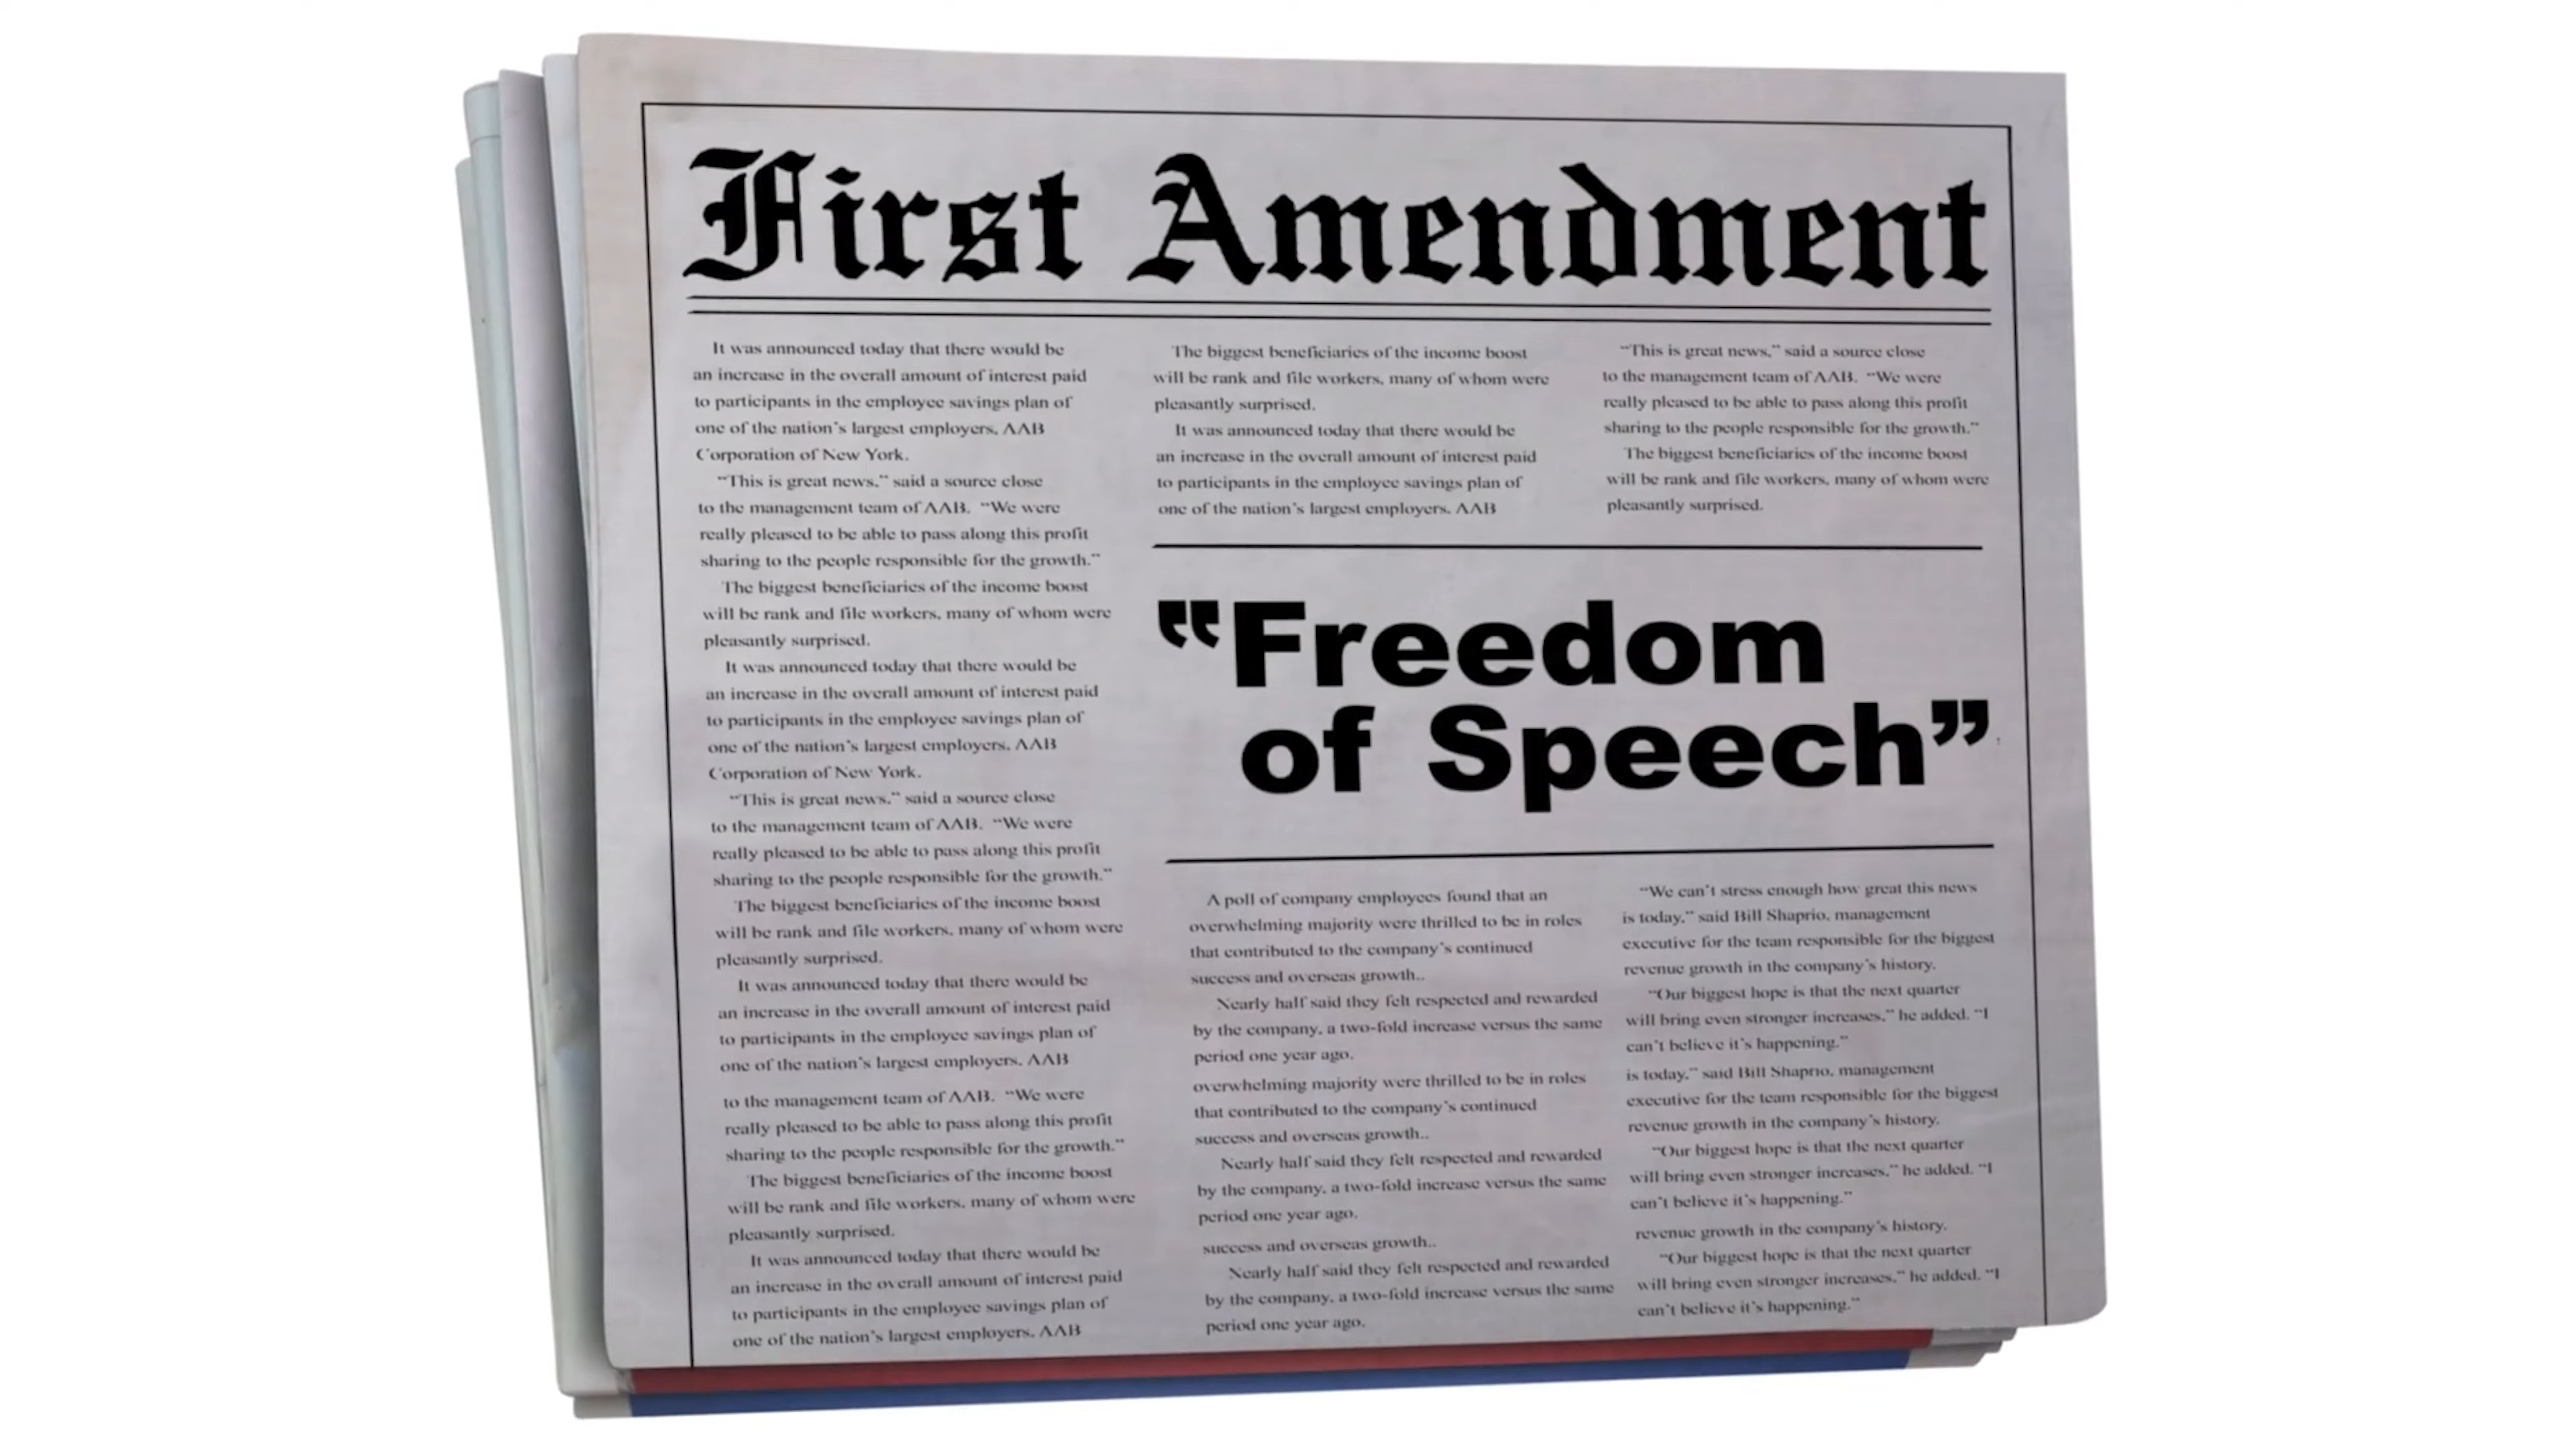 First Amendment
It was announced today that there would be
an increase in the overall amount of interest paid
to participants in the employee savings plan of
one of the nation's largest employers, AAB
Corporation of New York.
"This is great news," said a source close
to the management team of AAB. "We were
really pleased to be able to pass along this profit
sharing to the people responsible for the growth."
The biggest beneficiaries of the income boost
will be rank and file workers, many of whom were
pleasantly surprised.
It was announced today that there would be
an increase in the overall amount of interest paid
to participants in the employee savings plan of
one of the nation's largest employers, AAB
Corporation of New York.
"This is great news," said a source close
to the management team of AAB. "We were
really pleased to be able to pass along this profit
sharing to the people responsible for the growth."
The biggest beneficiaries of the income boost
will be rank and file workers, many of whom were
pleasantly surprised.
It was announced today that there would be
an increase in the overall amount of interest paid
to participants in the employee savings plan of
one of the nation's largest employers, AAB
to the management team of AAB. "We were
really pleased to be able to pass along this profit
sharing to the people responsible for the growth."
The biggest beneficiaries of the income boost
will be rank and file workers, many of whom were
pleasantly surprised.
It was announced today that there would be
an increase in the overall amount of interest paid
to participants in the employee savings plan of
one of the nation's largest employers, AAB
The biggest beneficiaries of the income boost
will be rank and file workers, many of whom were
pleasantly surprised.
It was announced today that there would be
an increase in the overall amount of interest paid
to participants in the employee savings plan of
one of the nation's largest employers, AAB
"This is great news," said a source close
to the management team of AAB. "We were
really pleased to be able to pass along this profit
sharing to the people responsible for the growth."
The biggest beneficiaries of the income boost
will be rank and file workers, many of whom were
pleasantly surprised.
"Freedom
of Speech"
A poll of company employees found that an
overwhelming majority were thrilled to be in roles
that contributed to the company's continued
success and overseas growth..
Nearly half said they felt respected and rewarded
by the company, a two-fold increase versus the same
period one year ago.
overwhelming majority were thrilled to be in roles
that contributed to the company's continued
success and overseas growth..
Nearly half said they felt respected and rewarded
by the company, a two-fold increase versus the same
period one year ago.
success and overseas growth..
Nearly half said they felt respected and rewarded
by the company, a two-fold increase versus the same
period one year ago.
"We can't stress enough how great this news
is today," said Bill Shaprio, management
executive for the team responsible for the biggest
revenue growth in the company's history.
"Our biggest hope is that the next quarter
will bring even stronger increases," he added. "I
can't believe it's happening."
is today," said Bill Shaprio, management
executive for the team responsible for the biggest
revenue growth in the company's history.
"Our biggest hope is that the next quarter
will bring even stronger increases," he added. "I
can't believe it's happening."
revenue growth in the company's history.
"Our biggest hope is that the next quarter
will bring even stronger increases," he added. "I
can't believe it's happening."